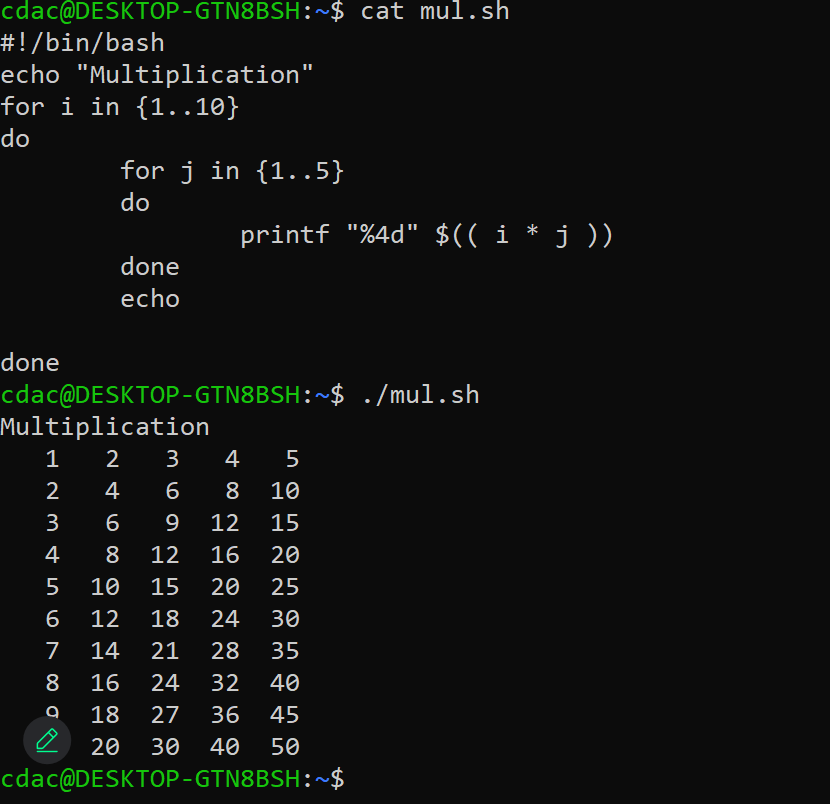 cdac@DESKTOP-GTN8BSH:~$ cat mul.sh
#!/bin/bash
echo "Multiplication"
for i in {1..10}
do
        for j in {1..5}
        do
                printf "%4d" $(( i * j ))
        done
        echo

done
cdac@DESKTOP-GTN8BSH:~$ ./mul.sh
Multiplication
   1   2   3   4   5
   2   4   6   8  10
   3   6   9  12  15
   4   8  12  16  20
   5  10  15  20  25
   6  12  18  24  30
   7  14  21  28  35
   8  16  24  32  40
   9  18  27  36  45
      20  30  40  50
cdac@DESKTOP-GTN8BSH:~$